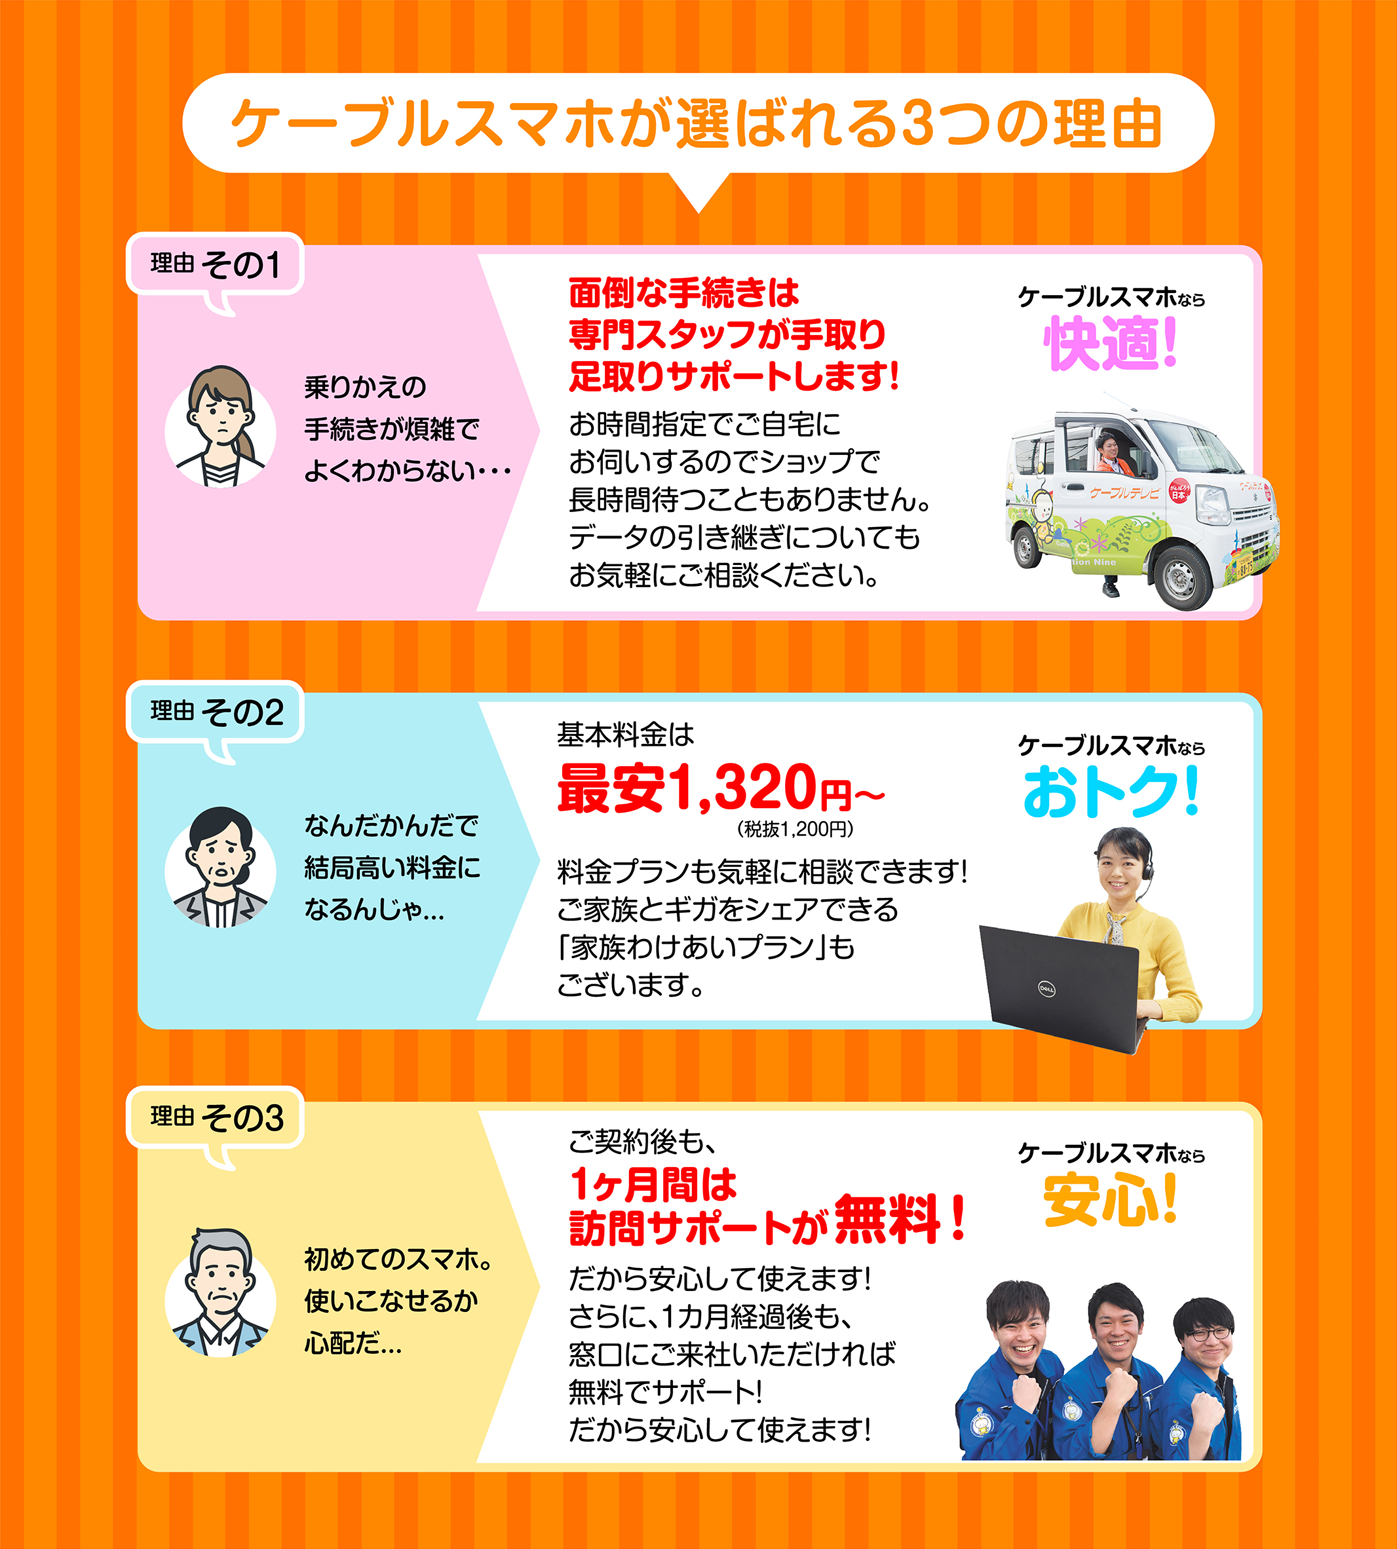 ケーブルスマホが選ばれる3つの理由
理由 その1
乗りかえの
手続きが煩雑で
よくわからない・・・
面倒な手続きは
専門スタッフが手取り
足取りサポートします!
お時間指定でご自宅に
お伺いするのでショップで
長時間待つこともありません。
データの引き継ぎについても
お気軽にご相談ください。
ケーブルスマホなら
快適!
ケーブルテレビ
がんばろう
日本
tion Nine
理由 その2
なんだかんだで
結局高い料金に
なるんじゃ...
基本料金は
最安1,320円～
(税抜1,200円)
料金プランも気軽に相談できます!
ご家族とギガをシェアできる
「家族わけあいプラン」も
ございます。
ケーブルスマホなら
おトク!
DELL
理由 その3
初めてのスマホ。
使いこなせるか
心配だ...
ご契約後も、
1ヶ月間は
訪問サポートが無料!
だから安心して使えます!
さらに、1カ月経過後も、
窓口にご来社いただければ
無料でサポート!
だから安心して使えます!
ケーブルスマホなら
安心!